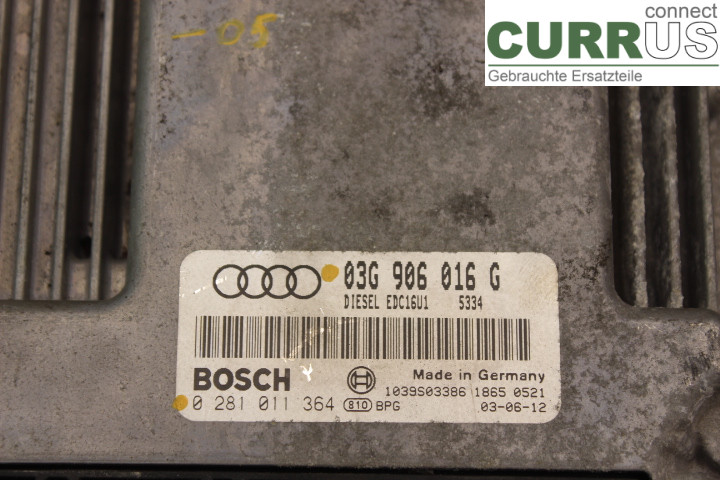 -05
connect
CURRUS
Gebrauchte Ersatzteile
03G 906 016 G
DIESEL EDC16U1 5334
BOSCH
Made in Germany
1039S03386 1865 0521
0 281 011 364 810 BPG 03-06-12